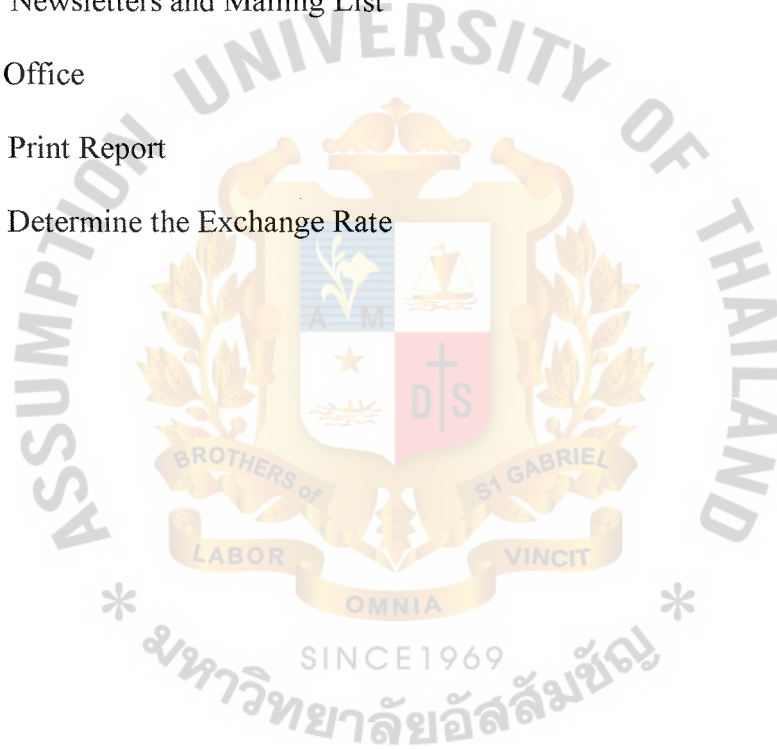 Newsletters and Mailing List
Office
Print Report
Determine the Exchange Rate
ASSUMPTION UNIVERSITY OF THAILAND
A M
D S
BROTHERS of S1 GABRIEL
LABOR VINCIT
OMNIA
SINCE1969
* มหาวิทยาลัยอัสสัมชัญ *